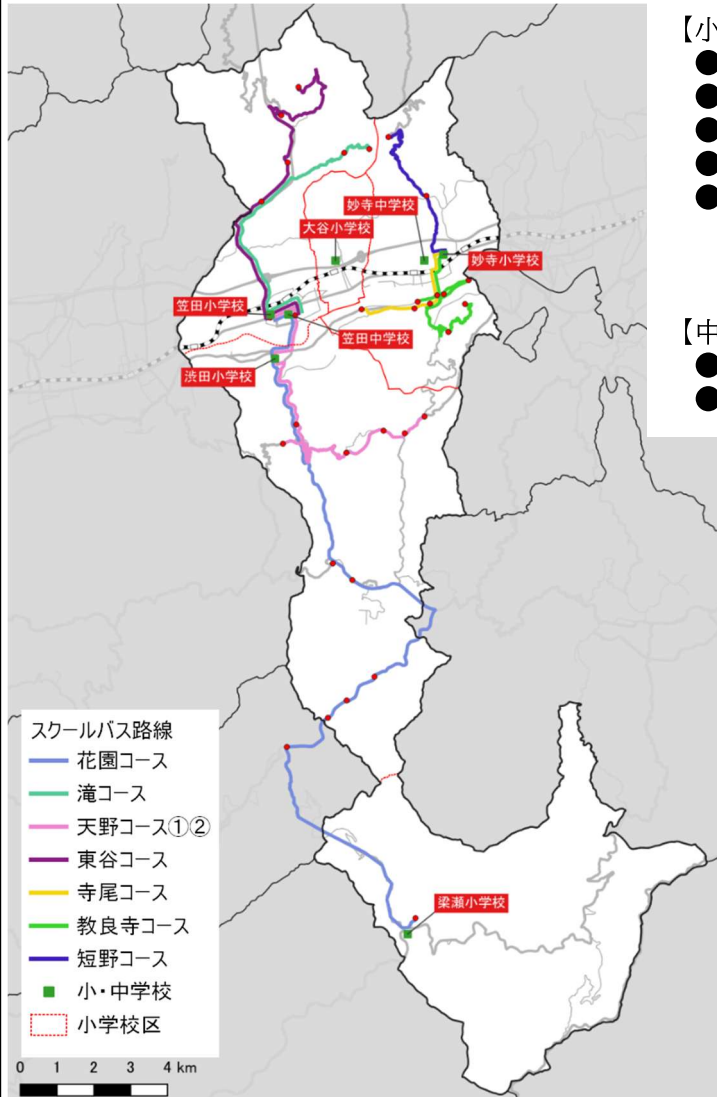 【小
●
●
●
●
●
妙寺中学校
大谷小学校
妙寺小学校
笠田小学校
笠田中学校
渋田小学校
【中
●
●
スクールバス路線
花園コース
滝コース
天野コース①②
東谷コース
寺尾コース
教良寺コース
短野コース
小・中学校
小学校区
梁瀬小学校
0 1 2 3 4 km